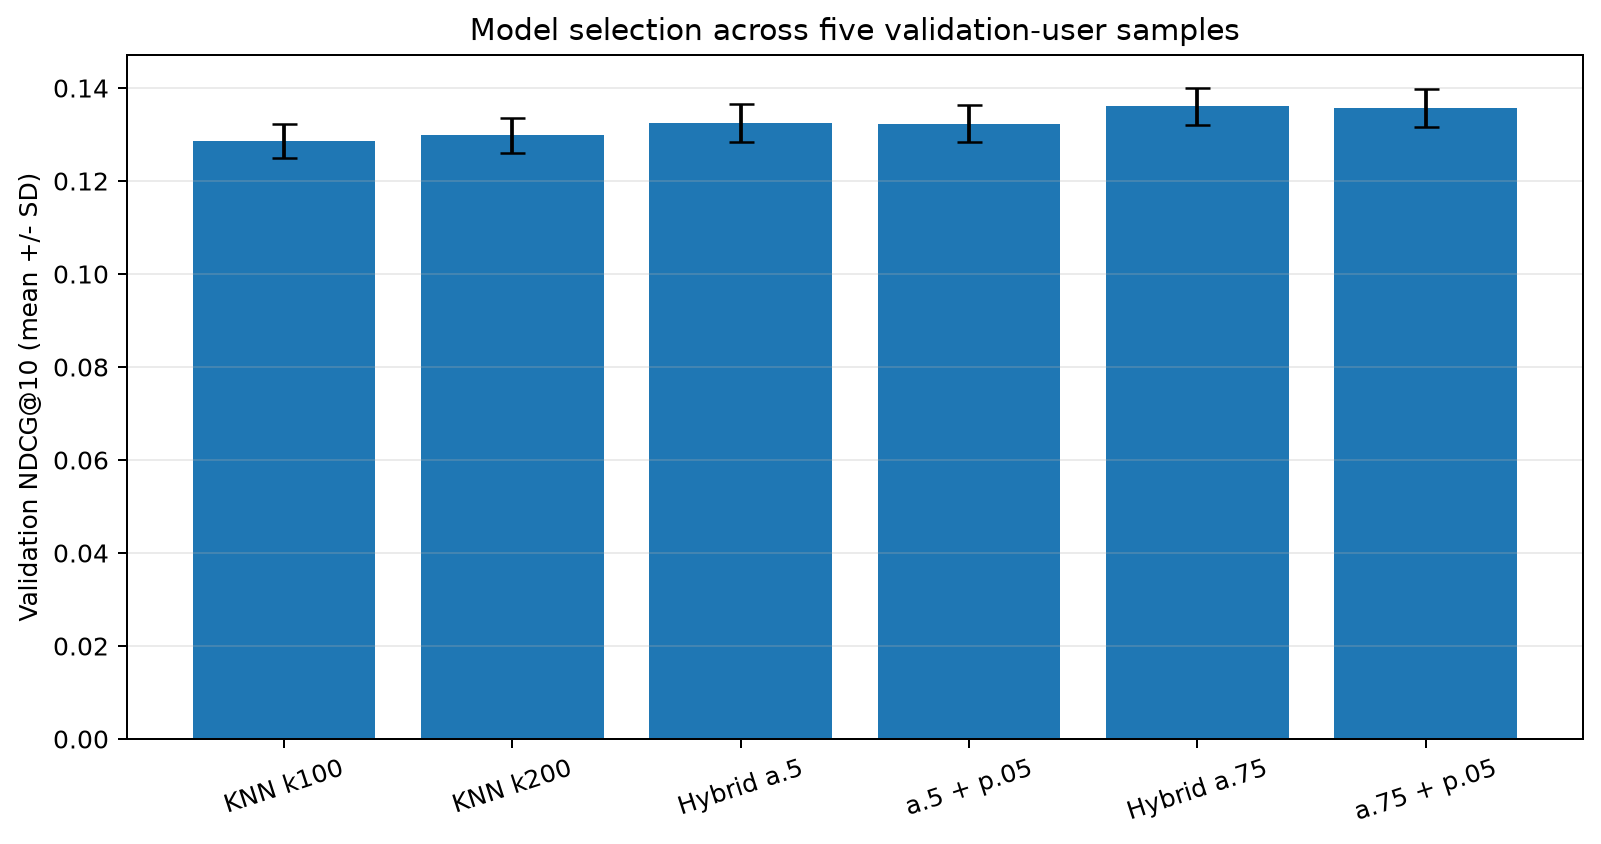 Model selection across five validation-user samples
Validation NDCG@10 (mean +/- SD)
0.14
0.12
0.10
0.08
0.06
0.04
0.02
0.00
KNN k100
KNN k200
Hybrid a.5
a.5 + p.05
Hybrid a.75
a.75 + p.05